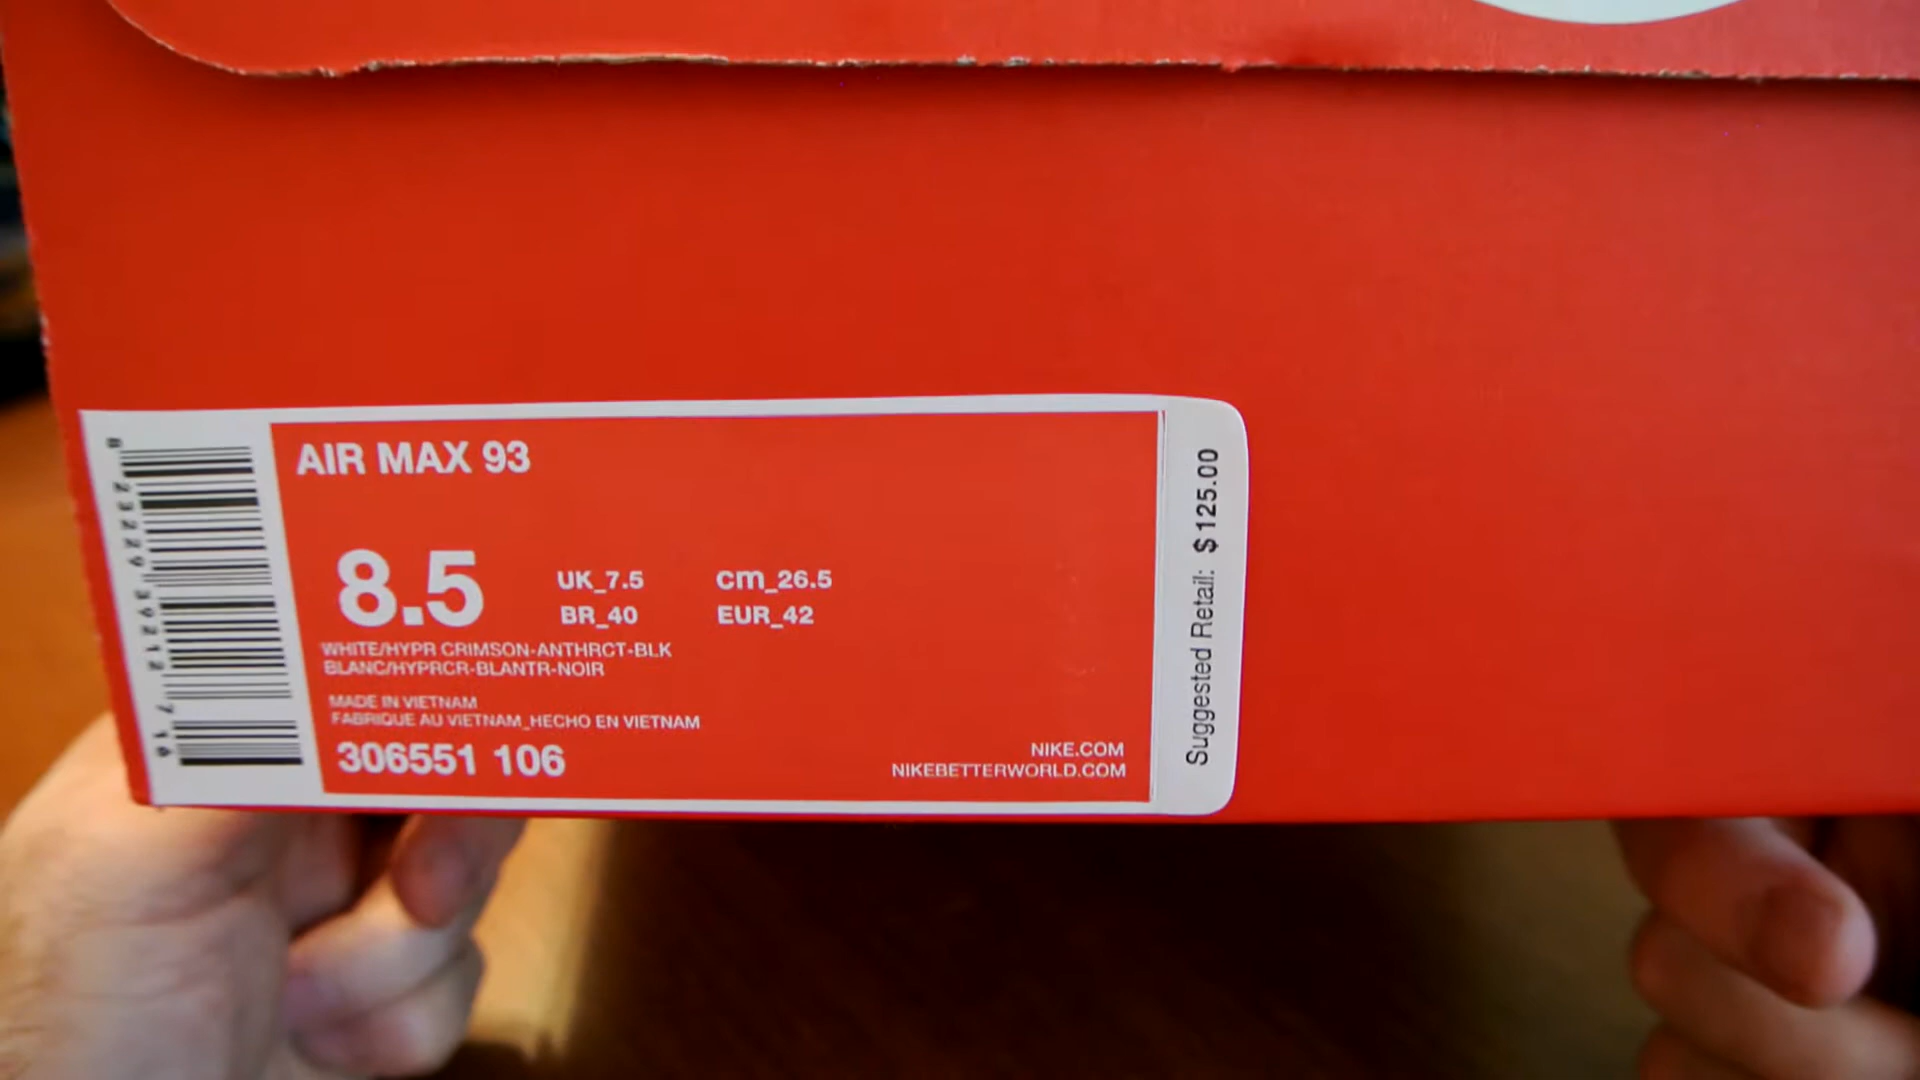 AIR MAX 93
8.5
UK_7.5 cm_26.5
BR_40 EUR_42
WHITE/HYPR CRIMSON-ANTHRCT-BLK
BLANC/HYPRCR-BLANTR-NOIR
MADE IN VIETNAM
FABRIQUE AU VIETNAM_HECHO EN VIETNAM
306551 106
NIKE.COM
NIKEBETTERWORLD.COM
Suggested Retail: $125.00